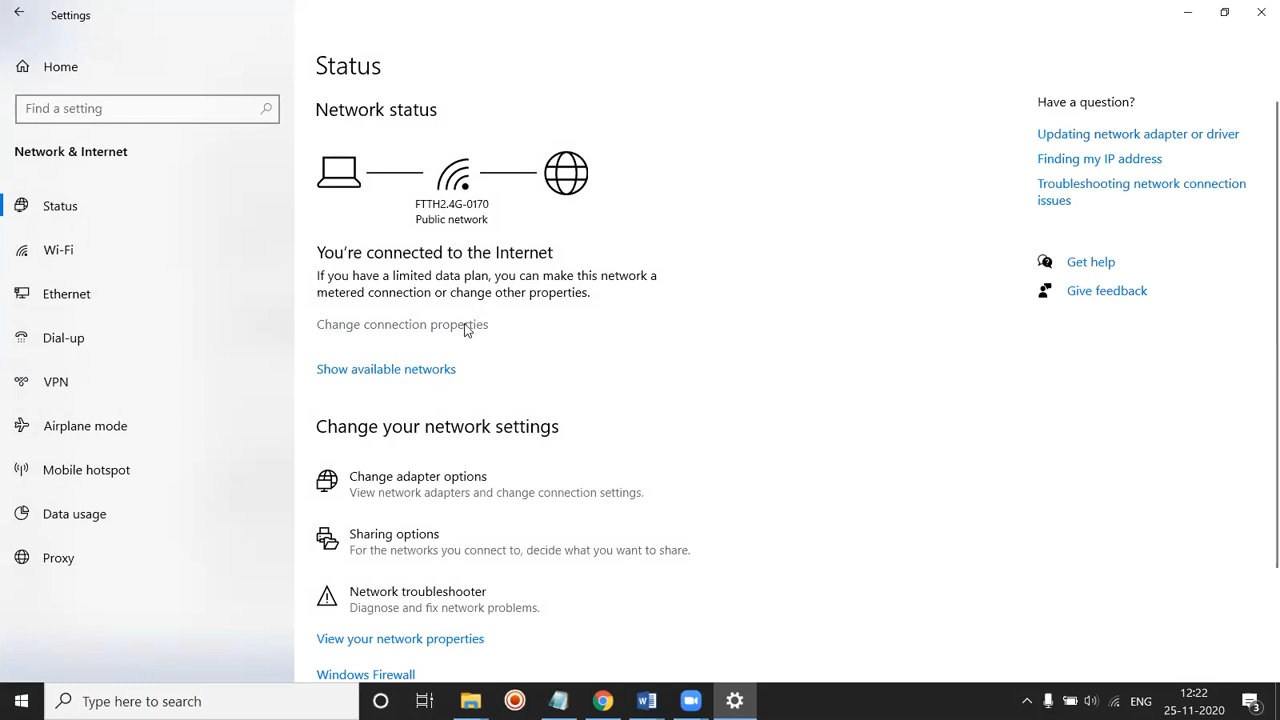 Settings
Home
Find a setting
Network & Internet
Status
Wi-Fi
Ethernet
Dial-up
VPN
Airplane mode
Mobile hotspot
Data usage
Proxy
Status
Network status
FTTH2.4G-0170
Public network
You're connected to the Internet
If you have a limited data plan, you can make this network a
metered connection or change other properties.
Change connection properties
Show available networks
Change your network settings
Change adapter options
View network adapters and change connection settings.
Sharing options
For the networks you connect to, decide what you want to share.
Network troubleshooter
Diagnose and fix network problems.
View your network properties
Windows Firewall
Have a question?
Updating network adapter or driver
Finding my IP address
Troubleshooting network connection
issues
Get help
Give feedback
Type here to search
ENG
12:22
25-11-2020
3